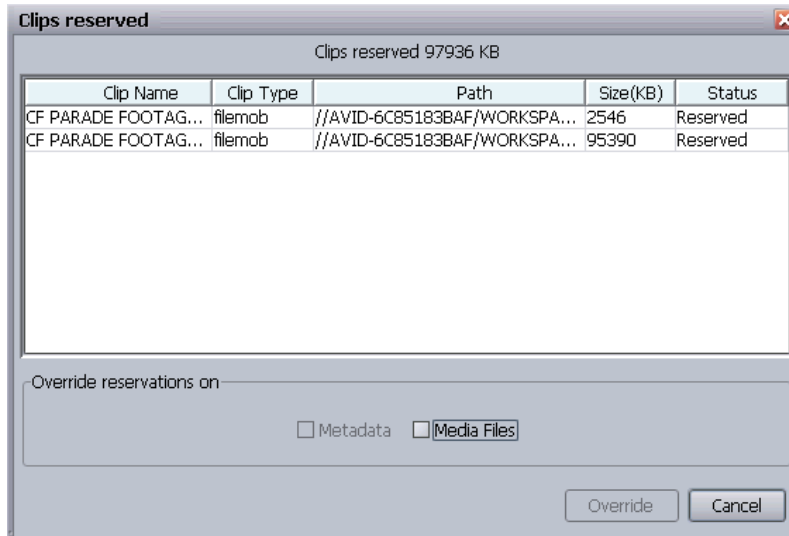 Clips reserved
Clips reserved 97936 KB
Clip Name Clip Type Path Size(KB) Status
CF PARADE FOOTAG... filemob //AVID-6C85183BAF/WORKSPA... 2546 Reserved
CF PARADE FOOTAG... filemob //AVID-6C85183BAF/WORKSPA... 95390 Reserved
Override reservations on
Metadata Media Files
Override Cancel